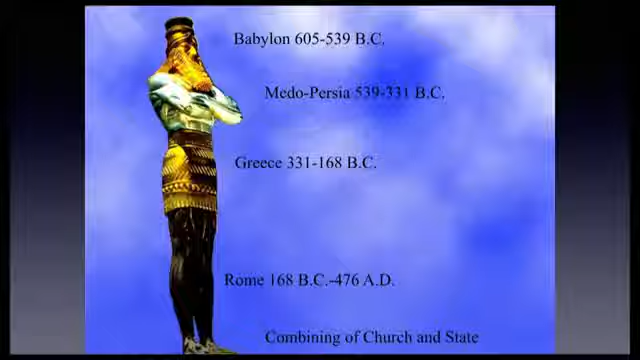 Babylon 605-539 B.C.
Medo-Persia 539-331 B.C.
Greece 331-168 B.C.
Rome 168 B.C.-476 A.D.
Combining of Church and State